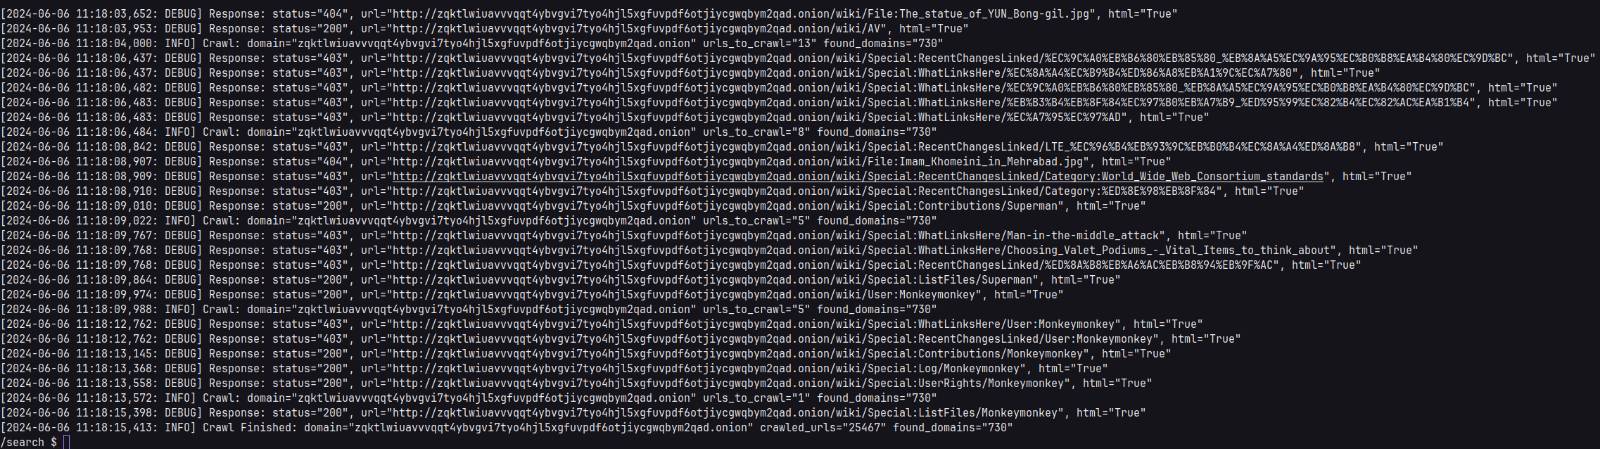 [2024-06-06 11:18:03,652: DEBUG] Response: status="404", url="http://zqktlwiuavvvqqt4ybvgvi7tyo4hjl5xgfuvpdf6otjiycgwqbym2qad.onion/wiki/File:The_statue_of_YUN_Bong-gil.jpg", html="True"
[2024-06-06 11:18:03,953: DEBUG] Response: status="200", url="http://zqktlwiuavvvqqt4ybvgvi7tyo4hjl5xgfuvpdf6otjiycgwqbym2qad.onion/wiki/AV", html="True"
[2024-06-06 11:18:04,000: INFO] Crawl: domain="zqktlwiuavvvqqt4ybvgvi7tyo4hjl5xgfuvpdf6otjiycgwqbym2qad.onion" urls_to_crawl="13" found_domains="730"
[2024-06-06 11:18:06,437: DEBUG] Response: status="403", url="http://zqktlwiuavvvqqt4ybvgvi7tyo4hjl5xgfuvpdf6otjiycgwqbym2qad.onion/wiki/Special:RecentChangesLinked/%EC%9C%A0%EB%B6%80%EB%85%80_%EB%8A%A5%EC%9A%95%EC%B0%B8%EA%B4%80%EC%9D%BC", html="True"
[2024-06-06 11:18:06,437: DEBUG] Response: status="403", url="http://zqktlwiuavvvqqt4ybvgvi7tyo4hjl5xgfuvpdf6otjiycgwqbym2qad.onion/wiki/Special:WhatLinksHere/%EC%8A%A4%EC%B9%B4%ED%86%A8%EB%A1%9C%EC%A7%80", html="True"
[2024-06-06 11:18:06,482: DEBUG] Response: status="403", url="http://zqktlwiuavvvqqt4ybvgvi7tyo4hjl5xgfuvpdf6otjiycgwqbym2qad.onion/wiki/Special:WhatLinksHere/%EC%9C%A0%EB%B6%80%EB%85%80_%EB%8A%A5%EC%9A%95%EC%B0%B8%EA%B4%80%EC%9D%BC", html="True"
[2024-06-06 11:18:06,483: DEBUG] Response: status="403", url="http://zqktlwiuavvvqqt4ybvgvi7tyo4hjl5xgfuvpdf6otjiycgwqbym2qad.onion/wiki/Special:WhatLinksHere/%EB%B3%B4%EB%8F%84%EC%97%B0%EB%A7%B9_%ED%95%99%EC%82%B4%EC%82%AC%EA%B1%B4", html="True"
[2024-06-06 11:18:06,483: DEBUG] Response: status="403", url="http://zqktlwiuavvvqqt4ybvgvi7tyo4hjl5xgfuvpdf6otjiycgwqbym2qad.onion/wiki/Special:WhatLinksHere/%EC%A7%95%EC%97%AD", html="True"
[2024-06-06 11:18:06,484: INFO] Crawl: domain="zqktlwiuavvvqqt4ybvgvi7tyo4hjl5xgfuvpdf6otjiycgwqbym2qad.onion" urls_to_crawl="8" found_domains="730"
[2024-06-06 11:18:08,842: DEBUG] Response: status="403", url="http://zqktlwiuavvvqqt4ybvgvi7tyo4hjl5xgfuvpdf6otjiycgwqbym2qad.onion/wiki/Special:RecentChangesLinked/LTE_%EC%96%B4%EB%93%9C%EB%B0%B4%EC%8A%A4%ED%8A%B8", html="True"
[2024-06-06 11:18:08,907: DEBUG] Response: status="404", url="http://zqktlwiuavvvqqt4ybvgvi7tyo4hjl5xgfuvpdf6otjiycgwqbym2qad.onion/wiki/File:Imam_Khomeini_in_Mehrabad.jpg", html="True"
[2024-06-06 11:18:08,909: DEBUG] Response: status="403", url="http://zqktlwiuavvvqqt4ybvgvi7tyo4hjl5xgfuvpdf6otjiycgwqbym2qad.onion/wiki/Special:RecentChangesLinked/Category:World_Wide_Web_Consortium_standards", html="True"
[2024-06-06 11:18:08,910: DEBUG] Response: status="403", url="http://zqktlwiuavvvqqt4ybvgvi7tyo4hjl5xgfuvpdf6otjiycgwqbym2qad.onion/wiki/Special:RecentChangesLinked/Category:%ED%8E%98%EB%8F%84", html="True"
[2024-06-06 11:18:09,010: DEBUG] Response: status="200", url="http://zqktlwiuavvvqqt4ybvgvi7tyo4hjl5xgfuvpdf6otjiycgwqbym2qad.onion/wiki/Special:Contributions/Superman", html="True"
[2024-06-06 11:18:09,022: INFO] Crawl: domain="zqktlwiuavvvqqt4ybvgvi7tyo4hjl5xgfuvpdf6otjiycgwqbym2qad.onion" urls_to_crawl="5" found_domains="730"
[2024-06-06 11:18:09,767: DEBUG] Response: status="403", url="http://zqktlwiuavvvqqt4ybvgvi7tyo4hjl5xgfuvpdf6otjiycgwqbym2qad.onion/wiki/Special:WhatLinksHere/Man-in-the-middle_attack", html="True"
[2024-06-06 11:18:09,768: DEBUG] Response: status="403", url="http://zqktlwiuavvvqqt4ybvgvi7tyo4hjl5xgfuvpdf6otjiycgwqbym2qad.onion/wiki/Special:WhatLinksHere/Choosing_Valet_Podiums_-_Vital_Items_to_think_about", html="True"
[2024-06-06 11:18:09,768: DEBUG] Response: status="403", url="http://zqktlwiuavvvqqt4ybvgvi7tyo4hjl5xgfuvpdf6otjiycgwqbym2qad.onion/wiki/Special:RecentChangesLinked/%ED%8A%B8%EB%A6%AC%EB%B8%94%EB%9F%AC", html="True"
[2024-06-06 11:18:09,864: DEBUG] Response: status="200", url="http://zqktlwiuavvvqqt4ybvgvi7tyo4hjl5xgfuvpdf6otjiycgwqbym2qad.onion/wiki/Special:ListFiles/Superman", html="True"
[2024-06-06 11:18:09,974: DEBUG] Response: status="200", url="http://zqktlwiuavvvqqt4ybvgvi7tyo4hjl5xgfuvpdf6otjiycgwqbym2qad.onion/wiki/User:Monkeymonkey", html="True"
[2024-06-06 11:18:09,988: INFO] Crawl: domain="zqktlwiuavvvqqt4ybvgvi7tyo4hjl5xgfuvpdf6otjiycgwqbym2qad.onion" urls_to_crawl="5" found_domains="730"
[2024-06-06 11:18:12,762: DEBUG] Response: status="403", url="http://zqktlwiuavvvqqt4ybvgvi7tyo4hjl5xgfuvpdf6otjiycgwqbym2qad.onion/wiki/Special:WhatLinksHere/User:Monkeymonkey", html="True"
[2024-06-06 11:18:12,762: DEBUG] Response: status="403", url="http://zqktlwiuavvvqqt4ybvgvi7tyo4hjl5xgfuvpdf6otjiycgwqbym2qad.onion/wiki/Special:RecentChangesLinked/User:Monkeymonkey", html="True"
[2024-06-06 11:18:13,145: DEBUG] Response: status="200", url="http://zqktlwiuavvvqqt4ybvgvi7tyo4hjl5xgfuvpdf6otjiycgwqbym2qad.onion/wiki/Special:Contributions/Monkeymonkey", html="True"
[2024-06-06 11:18:13,368: DEBUG] Response: status="200", url="http://zqktlwiuavvvqqt4ybvgvi7tyo4hjl5xgfuvpdf6otjiycgwqbym2qad.onion/wiki/Special:Log/Monkeymonkey", html="True"
[2024-06-06 11:18:13,558: DEBUG] Response: status="200", url="http://zqktlwiuavvvqqt4ybvgvi7tyo4hjl5xgfuvpdf6otjiycgwqbym2qad.onion/wiki/Special:UserRights/Monkeymonkey", html="True"
[2024-06-06 11:18:13,572: INFO] Crawl: domain="zqktlwiuavvvqqt4ybvgvi7tyo4hjl5xgfuvpdf6otjiycgwqbym2qad.onion" urls_to_crawl="1" found_domains="730"
[2024-06-06 11:18:15,398: DEBUG] Response: status="200", url="http://zqktlwiuavvvqqt4ybvgvi7tyo4hjl5xgfuvpdf6otjiycgwqbym2qad.onion/wiki/Special:ListFiles/Monkeymonkey", html="True"
[2024-06-06 11:18:15,413: INFO] Crawl Finished: domain="zqktlwiuavvvqqt4ybvgvi7tyo4hjl5xgfuvpdf6otjiycgwqbym2qad.onion" crawled_urls="25467" found_domains="730"
/search $